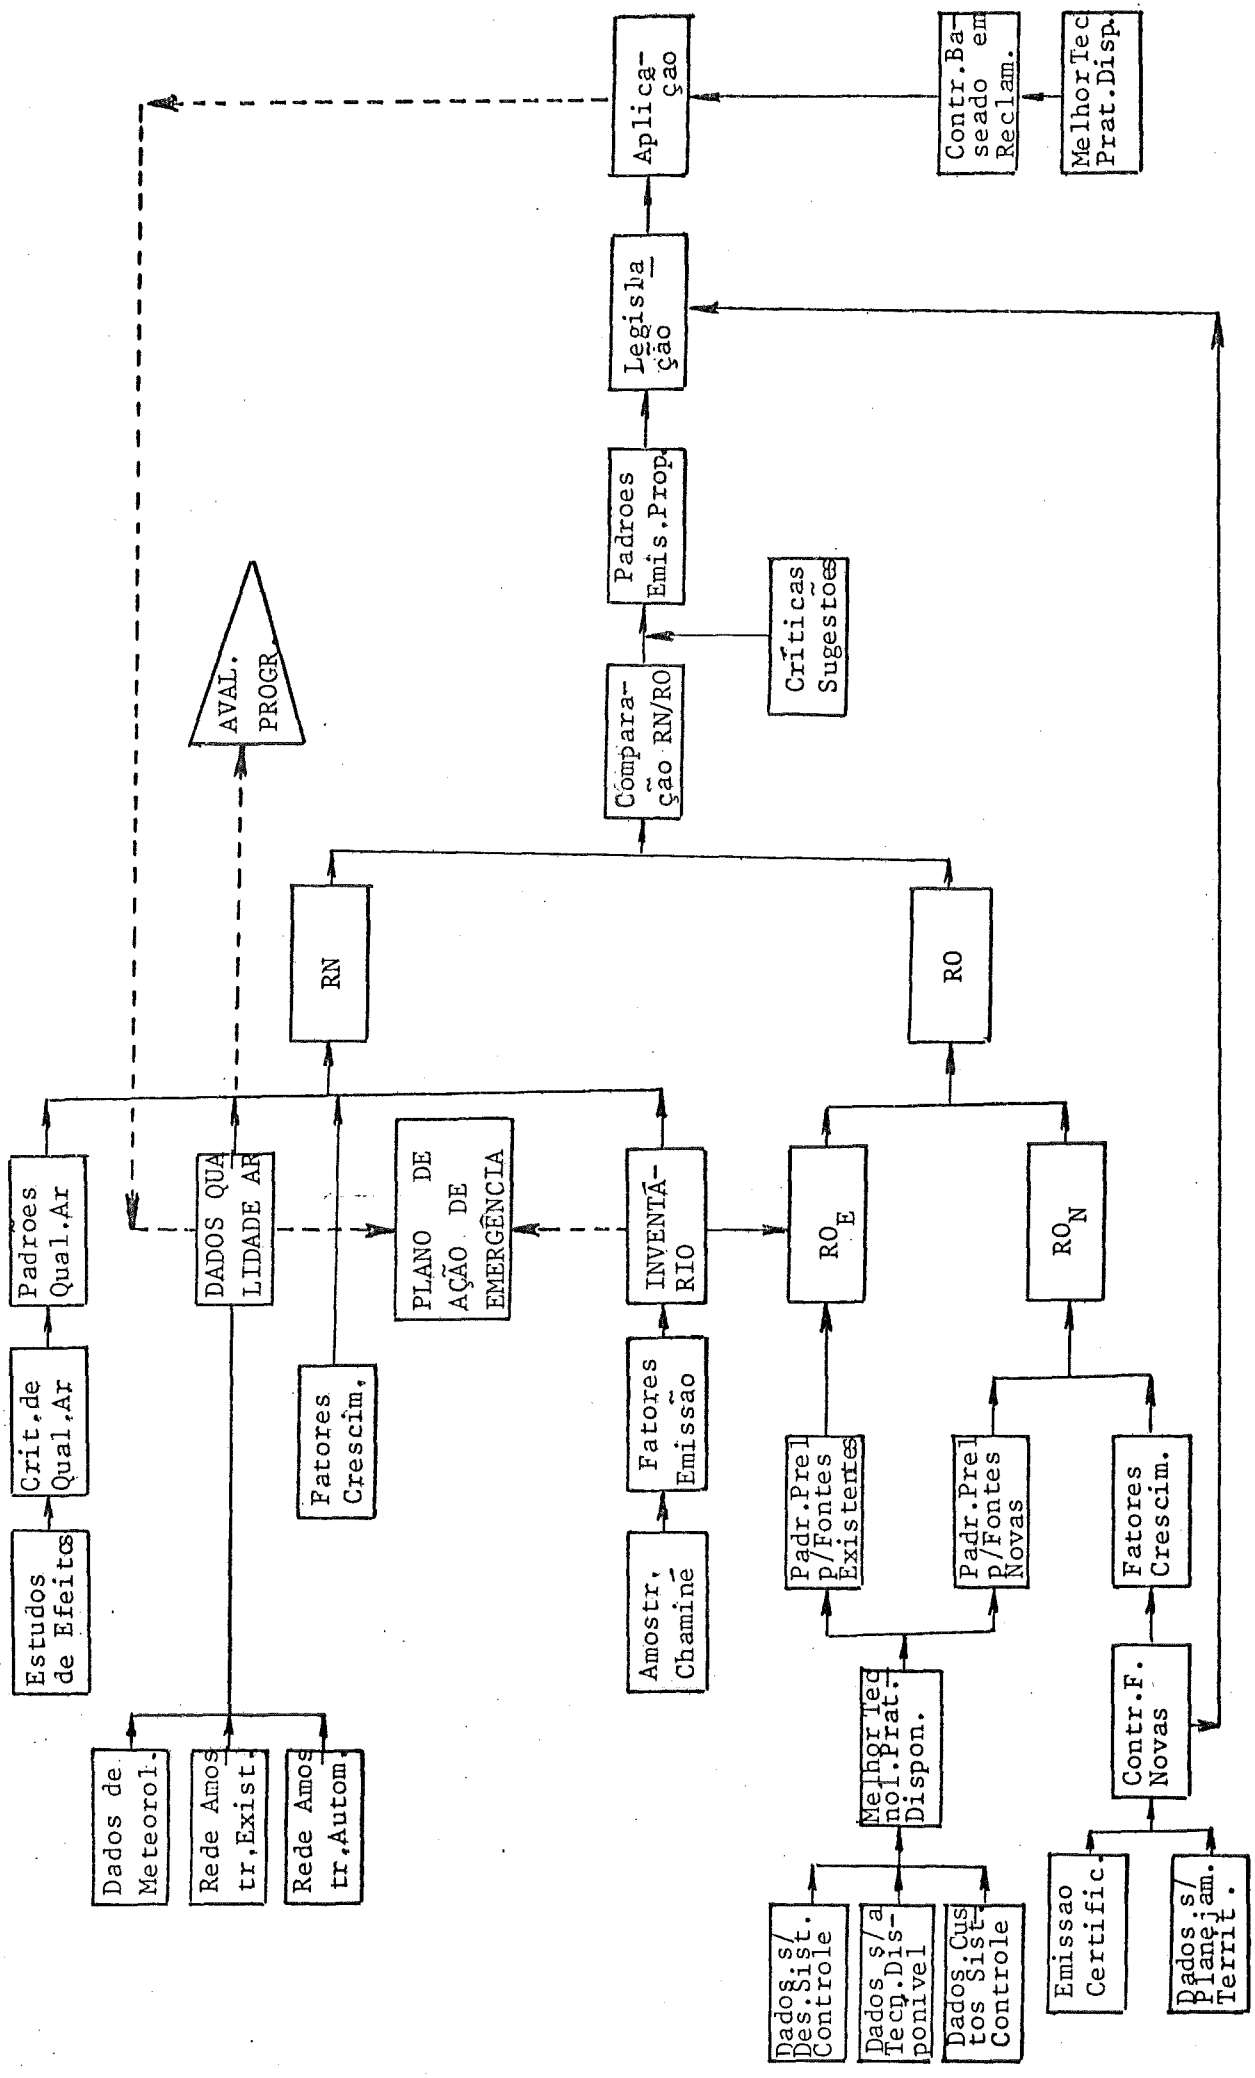 Estudos
de Efeitos
Crit.de
Qual.Ar
Padrões
Qual.Ar
Dados de
Meteorol.
Rede Amos
tr.Exist.
Rede Amos
tr.Autom.
DADOS QUA
LIDADE AR
AVAL.
PROGR.
Fatores
Crescim.
RN
PLANO DE
AÇÃO DE
EMERGÊNCIA
Amostr.
Chaminé
Fatores
Emissão
INVENTÁ-
RIO
Compara-
ção RN/RO
Padroes
Emis.Prop.
Legisla_
ção
Aplica-
ção
Críticas
Sugestões
Dados s/
Des.Sist.
Controle
Dados s/a
Tecn.Dis-
ponível
Dados.Cus
tos Sist-
Controle
Melhor Tec
nol.Prat.
Dispon.
Padr.Prel
p/Fontes
Existentes
Padr.Prel
p/Fontes
Novas
RO E
RO N
RO
Contr.Ba-
seado em
Reclam.
Melhor Tec
Prat.Disp.
Emissao
Certific.
Dados s/
Planejam.
Territ.
Contr.F.
Novas
Fatores
Crescim.